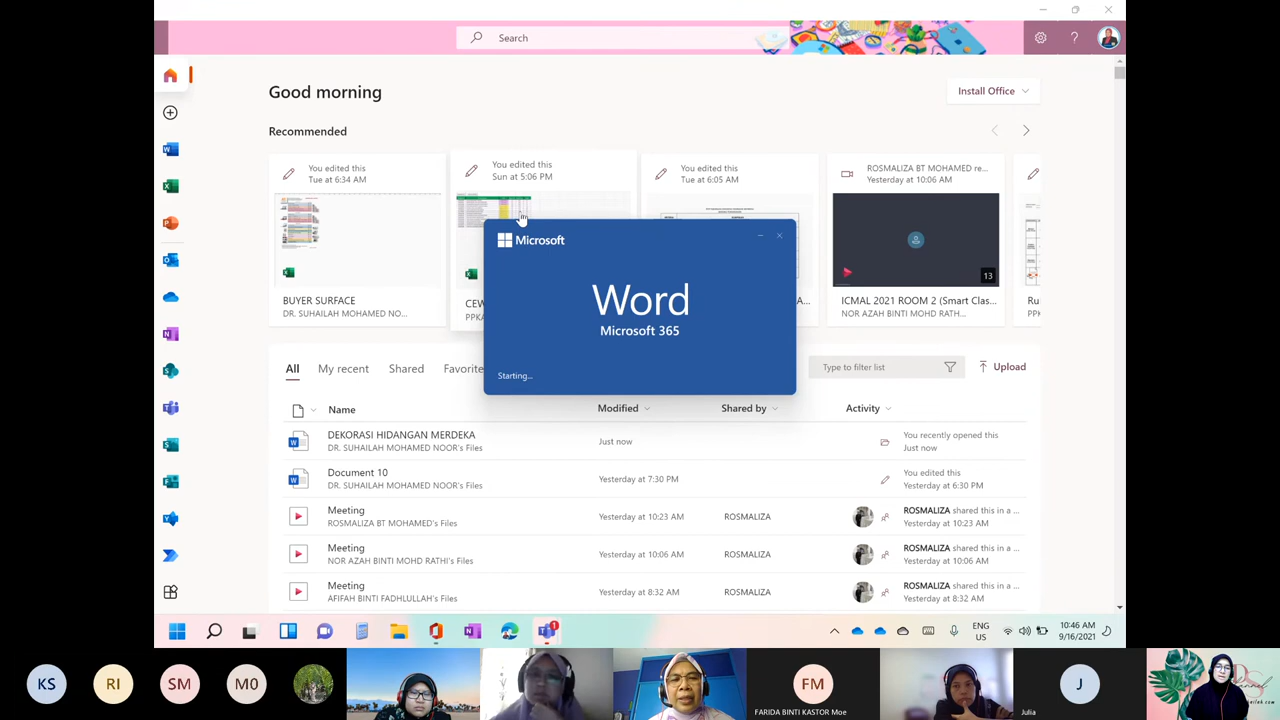 Search
Good morning
Install Office
Recommended
You edited this
Tue at 6:34 AM
You edited this
Sun at 5:06 PM
You edited this
Tue at 6:05 AM
ROSMALIZA BT MOHAMED re...
Yesterday at 10:06 AM
13
BUYER SURFACE
DR. SUHAILAH MOHAMED NO...
ICMAL 2021 ROOM 2 (Smart Clas...
NOR AZAH BINTI MOHD RATH...
Microsoft
Word
Microsoft 365
Starting...
All
My recent
Shared
Favorite
Type to filter list
Upload
Name
Modified
Shared by
Activity
DEKORASI HIDANGAN MERDEKA
DR. SUHAILAH MOHAMED NOOR's Files
Just now
You recently opened this
Just now
Document 10
DR. SUHAILAH MOHAMED NOOR's Files
Yesterday at 7:30 PM
You edited this
Yesterday at 6:30 PM
Meeting
ROSMALIZA BT MOHAMED's Files
Yesterday at 10:23 AM
ROSMALIZA
ROSMALIZA shared this in a ...
Yesterday at 10:23 AM
Meeting
NOR AZAH BINTI MOHD RATHI's Files
Yesterday at 10:06 AM
ROSMALIZA
ROSMALIZA shared this in a ...
Yesterday at 10:06 AM
Meeting
AFIFAH BINTI FADHLULLAH's Files
Yesterday at 8:32 AM
ROSMALIZA
ROSMALIZA shared this in a ...
Yesterday at 8:32 AM
ENG
US
10:46 AM
9/16/2021
KS
RI
SM
M0
FM
FARIDA BINTI KASTOR Moe
J
Julia